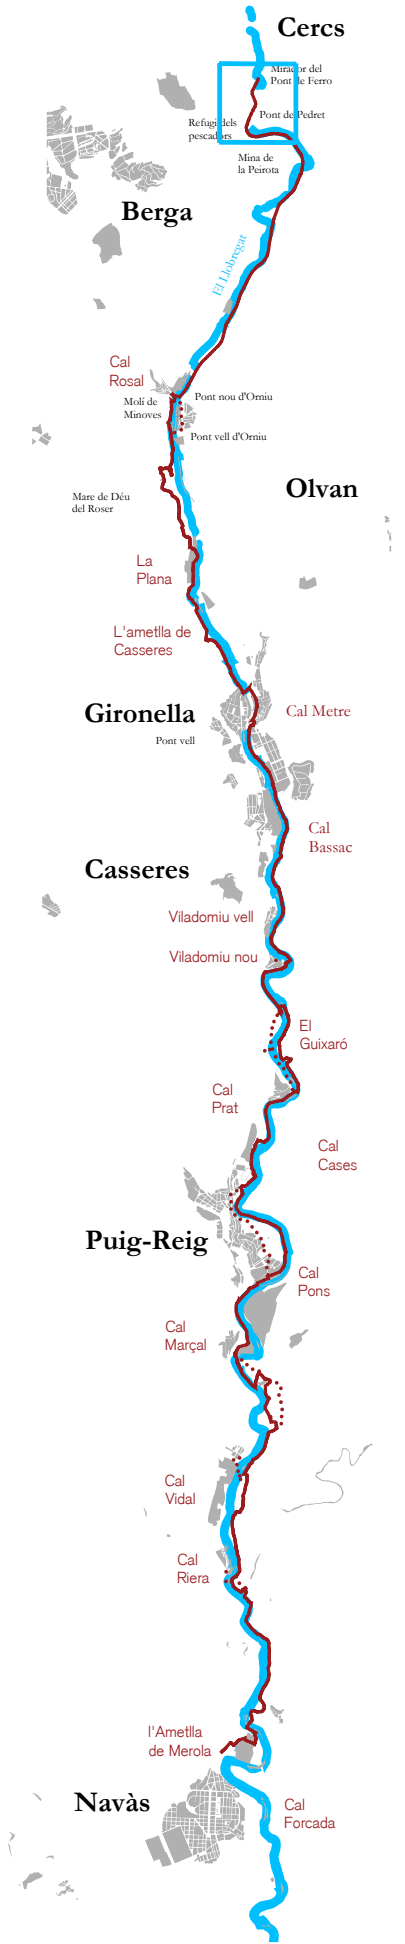 Cercs
Mirador del
Pont de Ferro
Pont de Pedret
Refugi dels
pescadors
Mina de
la Peirota
Berga
El Llobregat
Cal
Rosal
Molí de
Minoves
Pont nou d'Orniu
Pont vell d'Orniu
Olvan
Mare de Déu
del Roser
La
Plana
L'ametlla de
Casseres
Gironella
Cal Metre
Pont vell
Cal
Bassac
Casseres
Viladomiu vell
Viladomiu nou
El
Guixaró
Cal
Prat
Cal
Cases
Puig-Reig
Cal
Pons
Cal
Marçal
Cal
Vidal
Cal
Riera
l'Ametlla
de Merola
Navàs
Cal
Forcada